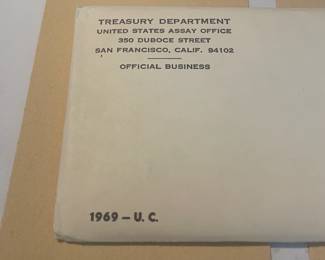 TREASURY DEPARTMENT
UNITED STATES ASSAY OFFICE
350 DUBOCE STREET
SAN FRANCISCO, CALIF. 94102
OFFICIAL BUSINESS
1969 – U. C.